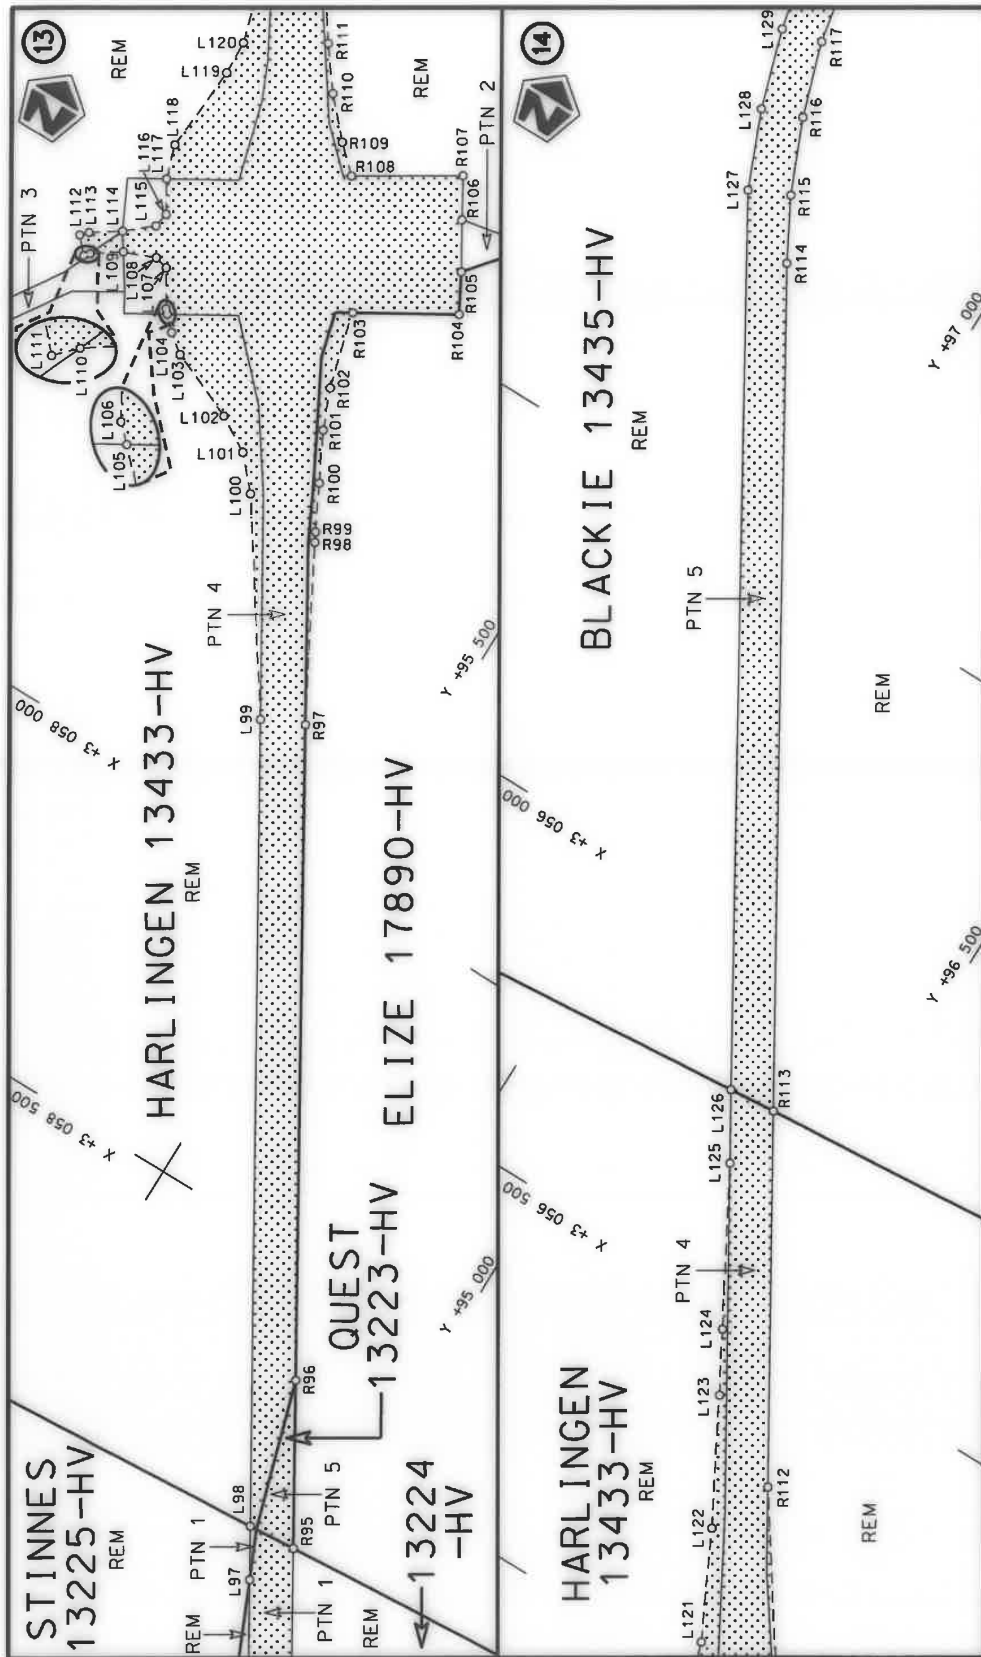 13
PTN 3
REM
L120
L119
L118
L117
L116
L115
L114
L113
L112
L111
L110
L109
L108
107
L106
L105
L104
L103
L102
L101
L100
L99
L98
L97
R111
R110
R109
R108
R107
R106
R105
R104
R103
R102
R101
R100
R99
R98
R97
R96
R95
REM
PTN 2
PTN 4
Y +95 500
X +3 058 000
HARLINGEN 13433-HV
REM
ELIZE 17890-HV
X +3 058 500
Y +95 000
QUEST
13223-HV
STINNES
13225-HV
REM
PTN 1
REM
PTN 5
PTN 1
REM
13224
-HV
14
L129
L128
L127
L126
L125
L124
L123
L122
L121
R117
R116
R115
R114
R113
R112
Y +97 000
BLACKIE 13435-HV
REM
PTN 5
REM
X +3 056 000
Y +96 500
X +3 056 500
PTN 4
HARLINGEN
13433-HV
REM
REM